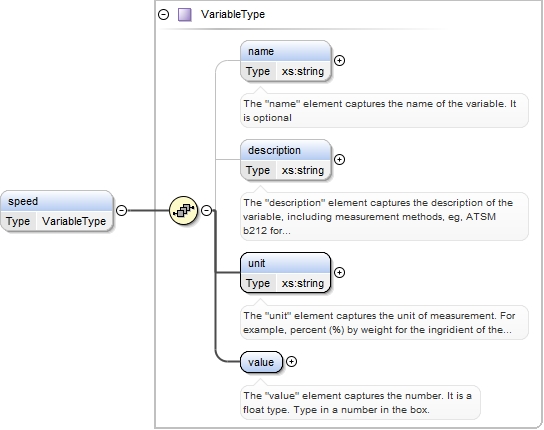 VariableType
name
Type xs:string
The "name" element captures the name of the variable. It
is optional
description
Type xs:string
The "description" element captures the description of the
variable, including measurement methods, eg, ATSM
b212 for...
speed
Type VariableType
unit
Type xs:string
The "unit" element captures the unit of measurement. For
example, percent (%) by weight for the ingridient of the...
value
The "value" element captures the number. It is a
float type. Type in a number in the box.